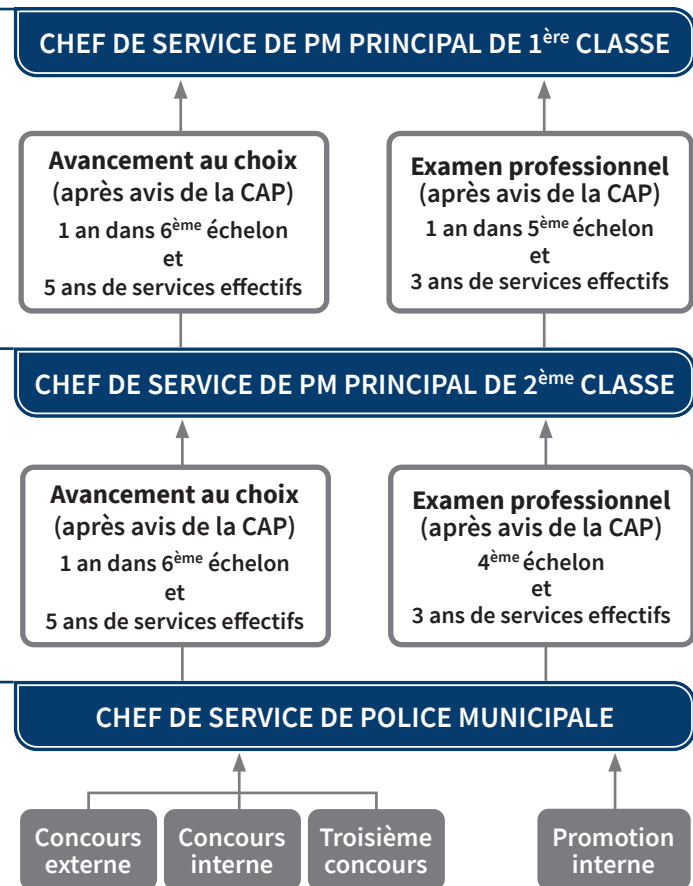 CHEF DE SERVICE DE PM PRINCIPAL DE 1ère CLASSE
Avancement au choix
(après avis de la CAP)
1 an dans 6ème échelon
et
5 ans de services effectifs
Examen professionnel
(après avis de la CAP)
1 an dans 5ème échelon
et
3 ans de services effectifs
CHEF DE SERVICE DE PM PRINCIPAL DE 2ème CLASSE
Avancement au choix
(après avis de la CAP)
1 an dans 6ème échelon
et
5 ans de services effectifs
Examen professionnel
(après avis de la CAP)
4ème échelon
et
3 ans de services effectifs
CHEF DE SERVICE DE POLICE MUNICIPALE
Concours
externe
Concours
interne
Troisième
concours
Promotion
interne